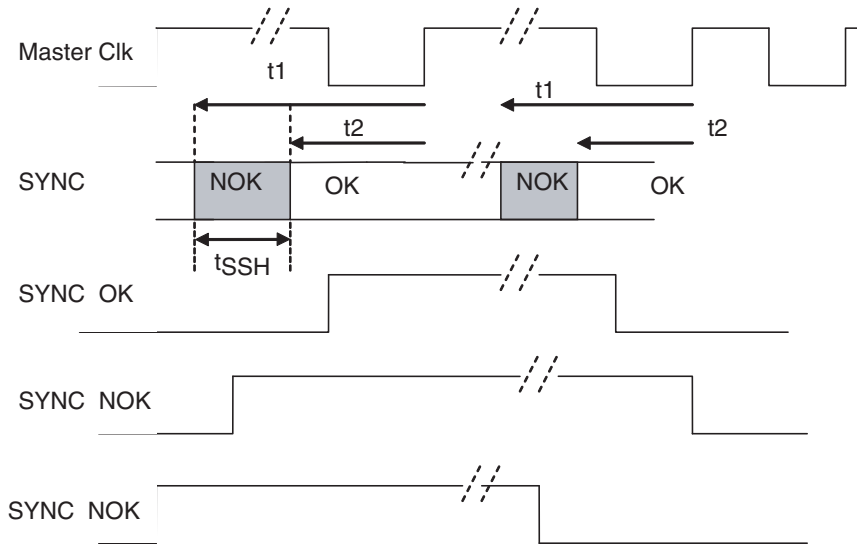 Master Clk
t1
t1
t2
t2
SYNC
NOK
OK
NOK
OK
tSSH
SYNC OK
SYNC NOK
SYNC NOK